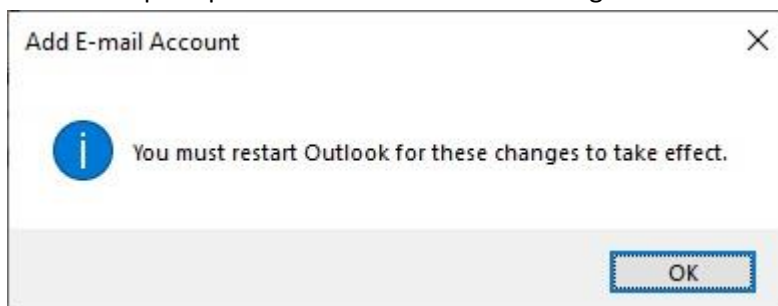 Add E-mail Account
You must restart Outlook for these changes to take effect.
OK